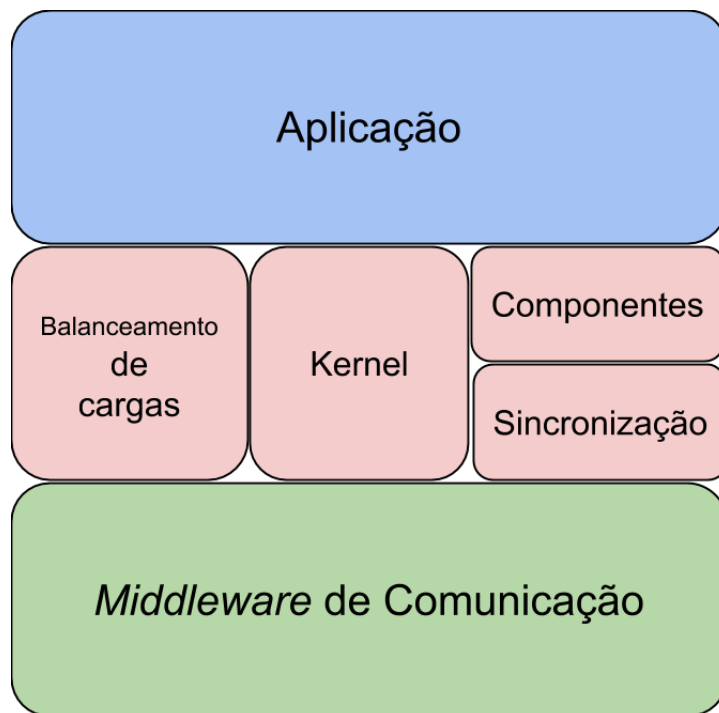 Aplicação
Balanceamento
de
cargas
Kernel
Componentes
Sincronização
Middleware de Comunicação